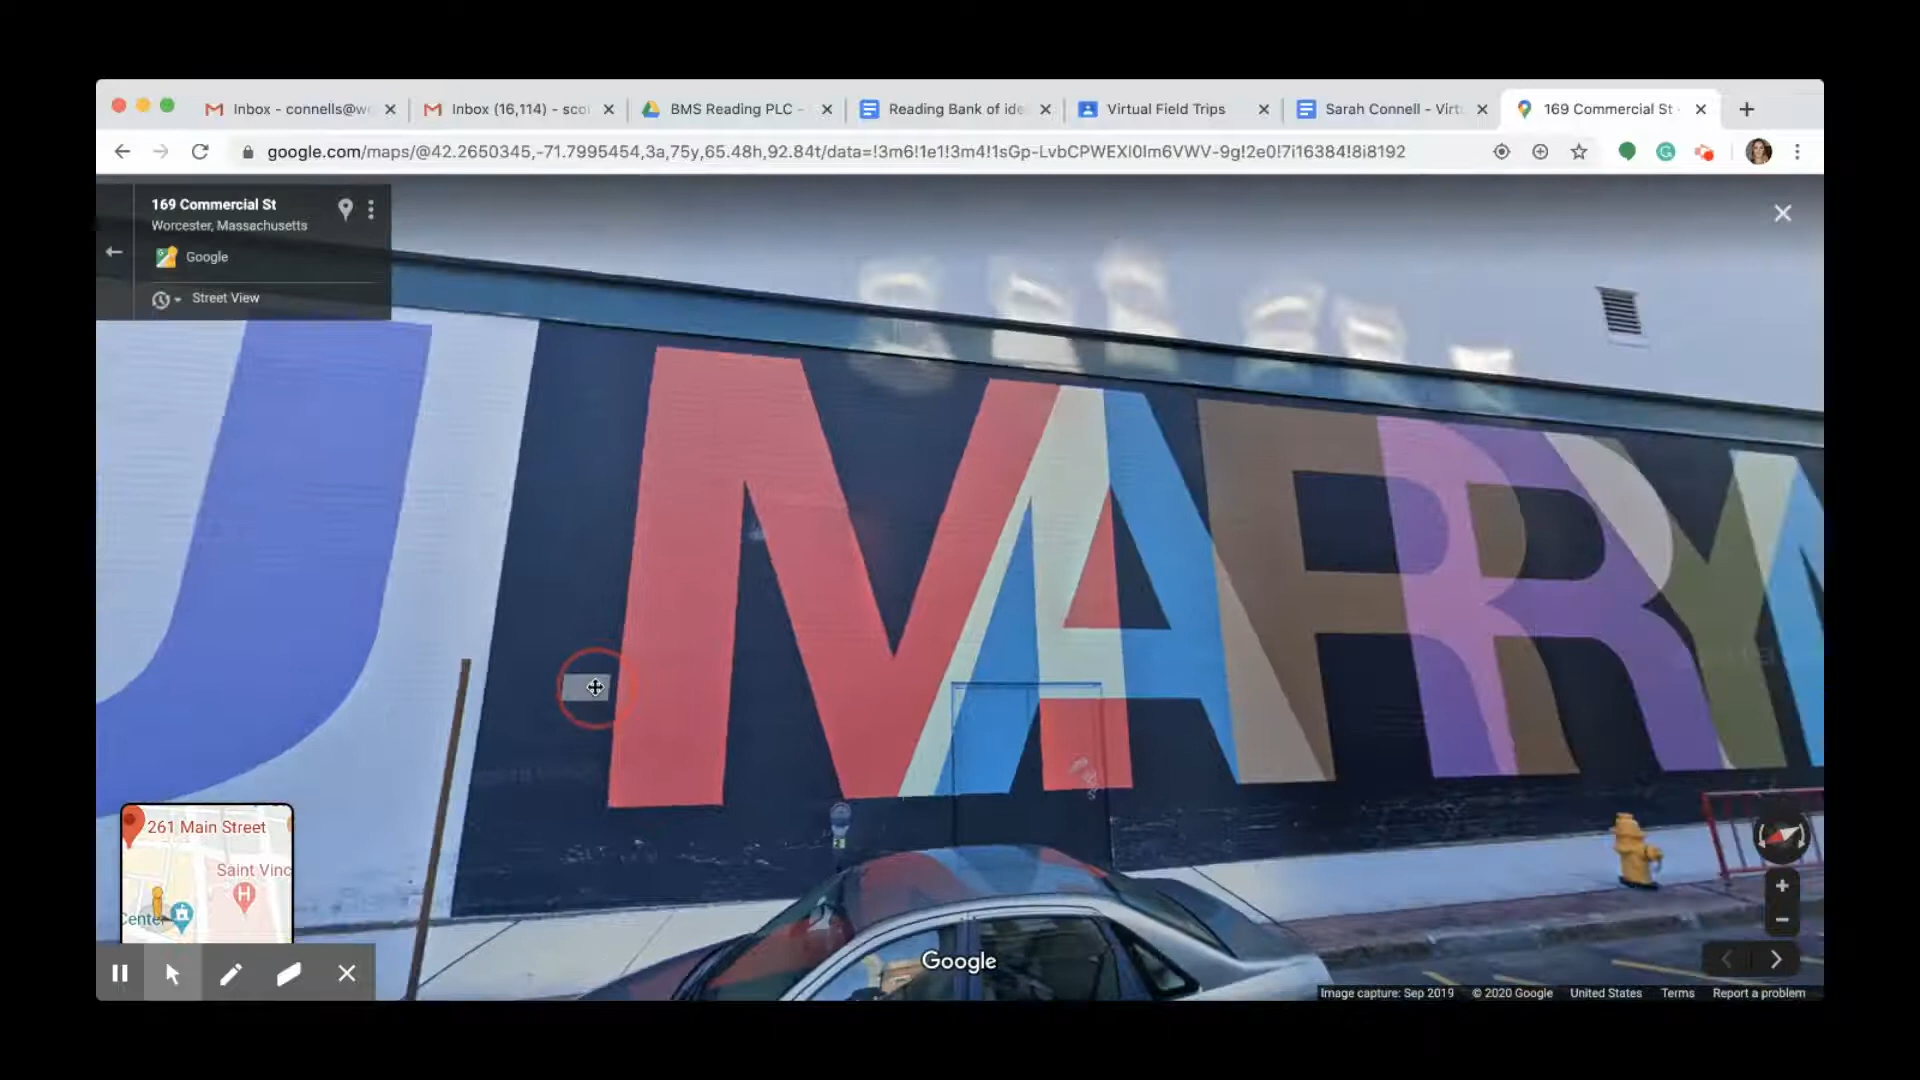 Inbox - connells@w
Inbox (16,114) - sco
BMS Reading PLC -
Reading Bank of ide
Virtual Field Trips
Sarah Connell - Virt
169 Commercial St -
google.com/maps/@42.2650345,-71.7995454,3a,75y,65.48h,92.84t/data=!3m6!1e1!3m4!1sGp-LvbCPWEXl0Im6VWV-9g!2e0!7i16384!8i8192
169 Commercial St
Worcester, Massachusetts
Google
Street View
U MARRY
261 Main Street
Saint Vinc
H
Center
Google
Image capture: Sep 2019 © 2020 Google United States Terms Report a problem